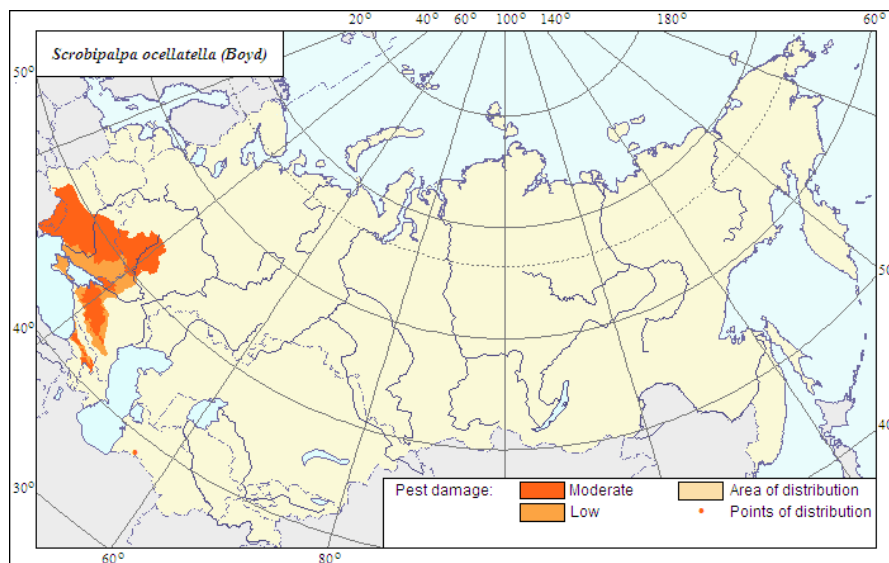 20° 40° 60° 100° 140° 180° 60°
Scrobipalpa ocellatella (Boyd)
50°
50°
40°
40°
30°
Pest damage: Moderate Area of distribution
Low Points of distribution
60° 80°